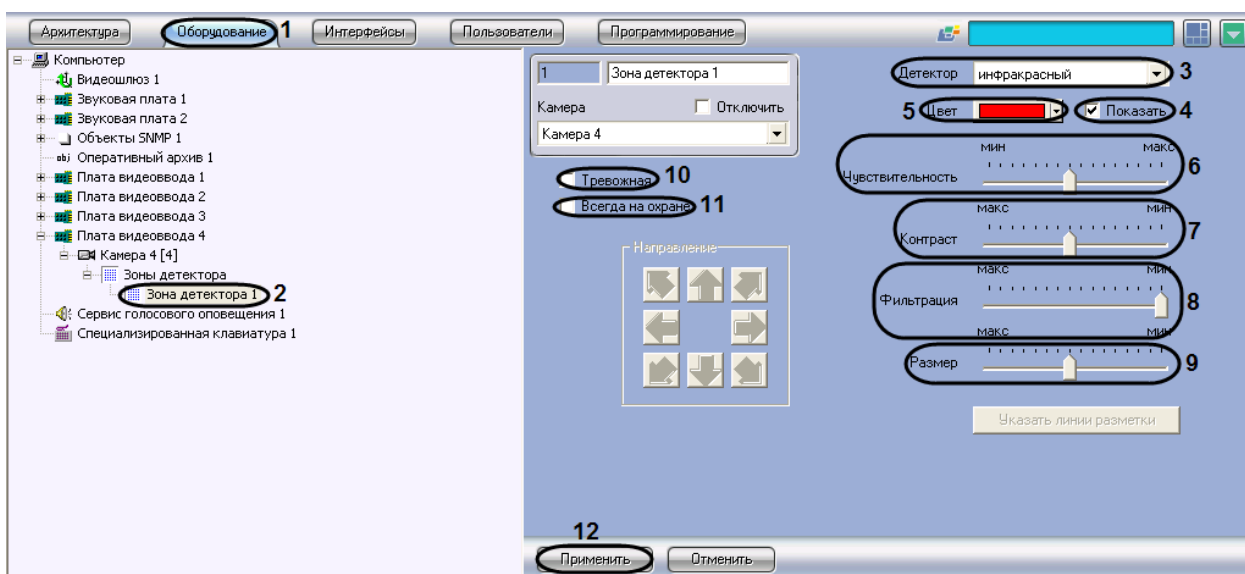 Архитектура Оборудование 1 Интерфейсы Пользователи Программирование
Компьютер
Видеошлюз 1
Звуковая плата 1
Звуковая плата 2
Объекты SNMP 1
obj Оперативный архив 1
Плата видеоввода 1
Плата видеоввода 2
Плата видеоввода 3
Плата видеоввода 4
Камера 4 [4]
Зоны детектора
Зона детектора 1 2
Сервис голосового оповещения 1
Специализированная клавиатура 1
1 Зона детектора 1
Камера Отключить
Камера 4
Тревожная 10
Всегда на охране 11
Направление
Детектор инфракрасный 3
5 Цвет Показать 4
мин макс
Чувствительность 6
макс мин
Контраст 7
макс мин
Фильтрация 8
макс мин
Размер 9
Указать линии разметки
12
Применить Отменить